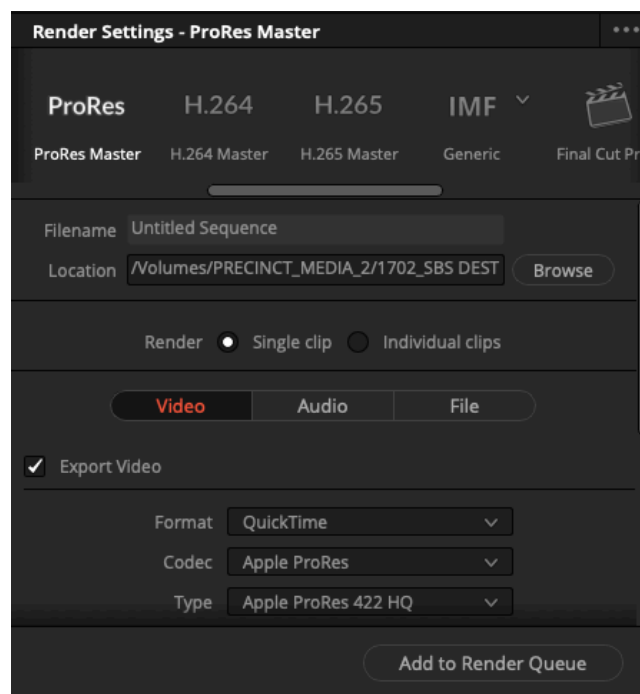 Render Settings - ProRes Master
ProRes H.264 H.265 IMF
ProRes Master H.264 Master H.265 Master Generic Final Cut Pr
Filename Untitled Sequence
Location /Volumes/PRECINCT_MEDIA_2/1702_SBS DEST Browse
Render Single clip Individual clips
Video Audio File
Export Video
Format QuickTime
Codec Apple ProRes
Type Apple ProRes 422 HQ
Add to Render Queue